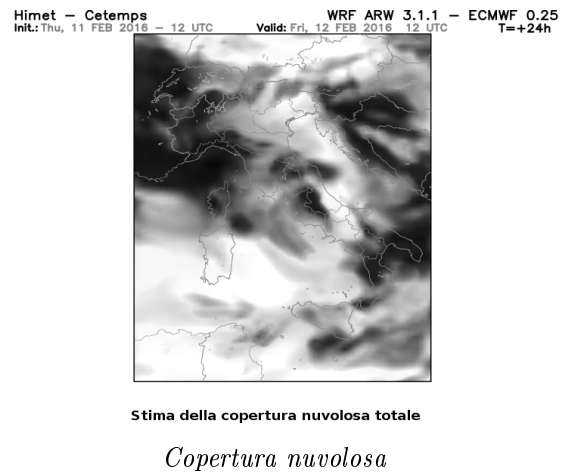 Himet – Cetemps WRF ARW 3.1.1 – ECMWF 0.25
Init.: Thu, 11 FEB 2016 – 12 UTC Valid: Fri, 12 FEB 2016 12 UTC T=+24h
Stima della copertura nuvolosa totale
Copertura nuvolosa